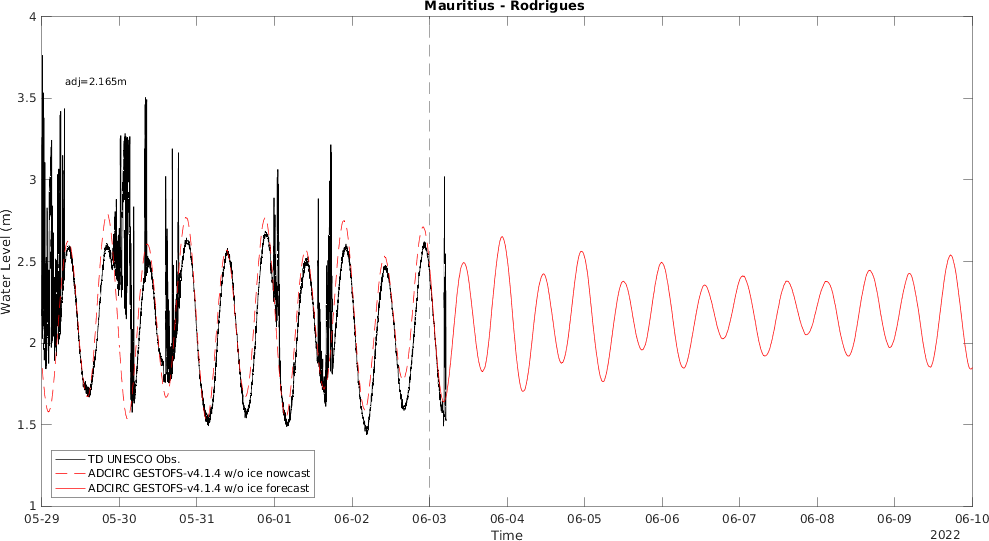 Mauritius - Rodrigues
adj=2.165m
4
3.5
3
2.5
2
1.5
1
Water Level (m)
TD UNESCO Obs.
ADCIRC GESTOFS-v4.1.4 w/o ice nowcast
ADCIRC GESTOFS-v4.1.4 w/o ice forecast
05-29 05-30 05-31 06-01 06-02 06-03 06-04 06-05 06-06 06-07 06-08 06-09 06-10
Time
2022